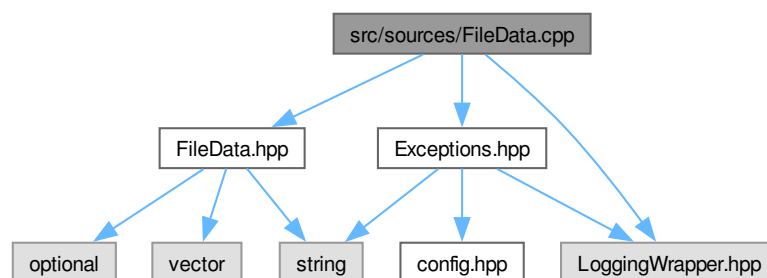 src/sources/FileData.cpp
FileData.hpp
Exceptions.hpp
optional
vector
string
config.hpp
LoggingWrapper.hpp